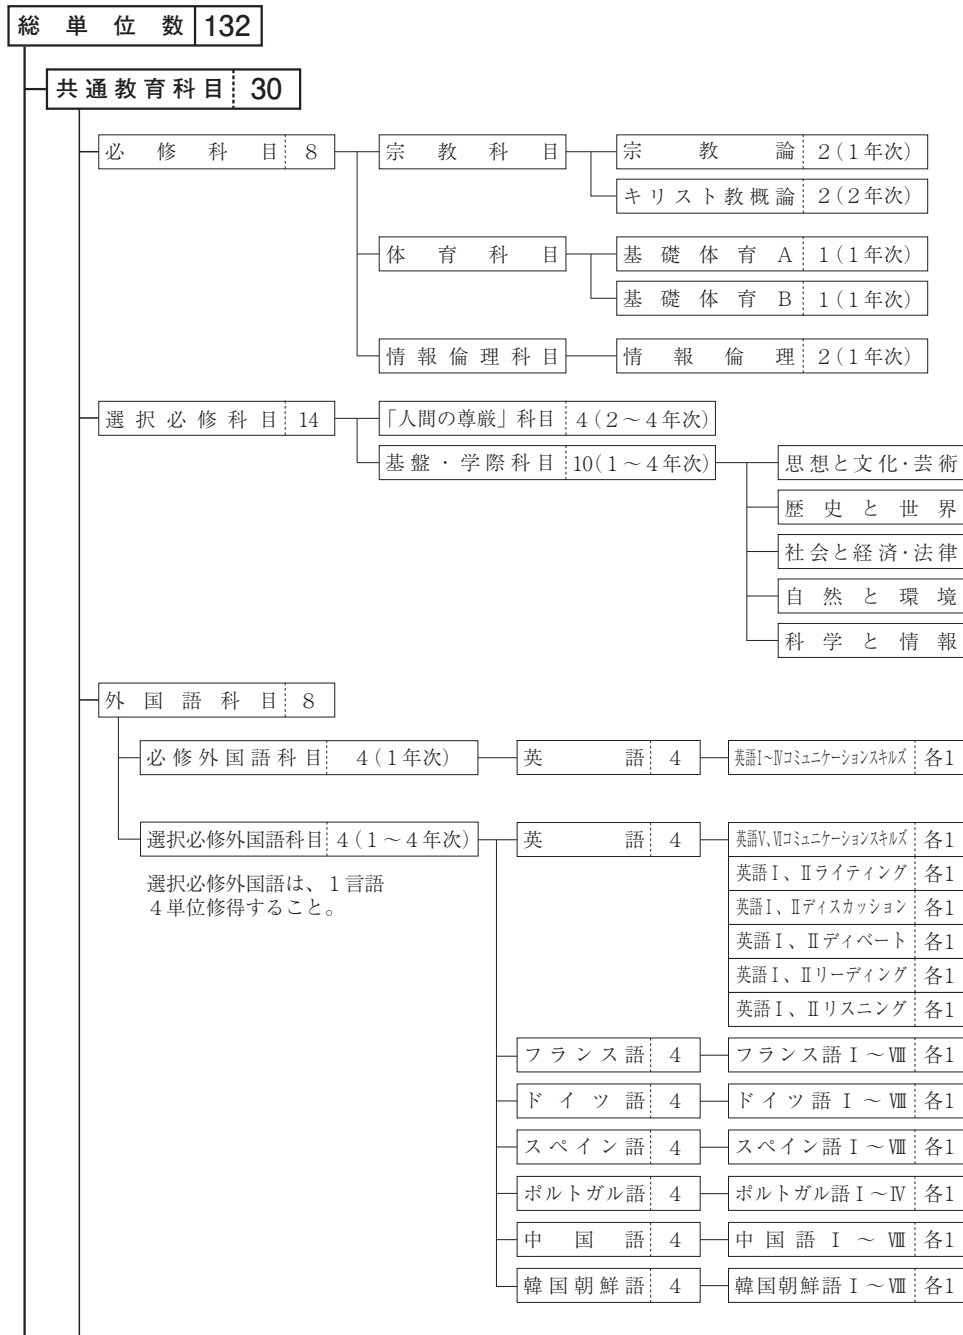 総単位数 132
共通教育科目 30
必修科目 8 宗教科目 宗教論 2(1年次)
キリスト教概論 2(2年次)
体育科目 基礎体育A 1(1年次)
基礎体育B 1(1年次)
情報倫理科目 情報倫理 2(1年次)
選択必修科目 14 「人間の尊厳」科目 4(2～4年次)
基盤・学際科目 10(1～4年次) 思想と文化・芸術
歴史と世界
社会と経済・法律
自然と環境
科学と情報
外国語科目 8
必修外国語科目 4(1年次) 英語 4 英語Ⅰ~Ⅳコミュニケーションスキルズ 各1
選択必修外国語科目 4(1～4年次) 英語 4 英語Ⅴ、Ⅵコミュニケーションスキルズ 各1
選択必修外国語は、1言語
4単位修得すること。
英語Ⅰ、Ⅱライティング 各1
英語Ⅰ、Ⅱディスカッション 各1
英語Ⅰ、Ⅱディベート 各1
英語Ⅰ、Ⅱリーディング 各1
英語Ⅰ、Ⅱリスニング 各1
フランス語 4 フランス語Ⅰ～Ⅷ 各1
ドイツ語 4 ドイツ語Ⅰ～Ⅷ 各1
スペイン語 4 スペイン語Ⅰ～Ⅷ 各1
ポルトガル語 4 ポルトガル語Ⅰ～Ⅳ 各1
中国語 4 中国語Ⅰ～Ⅷ 各1
韓国朝鮮語 4 韓国朝鮮語Ⅰ～Ⅷ 各1